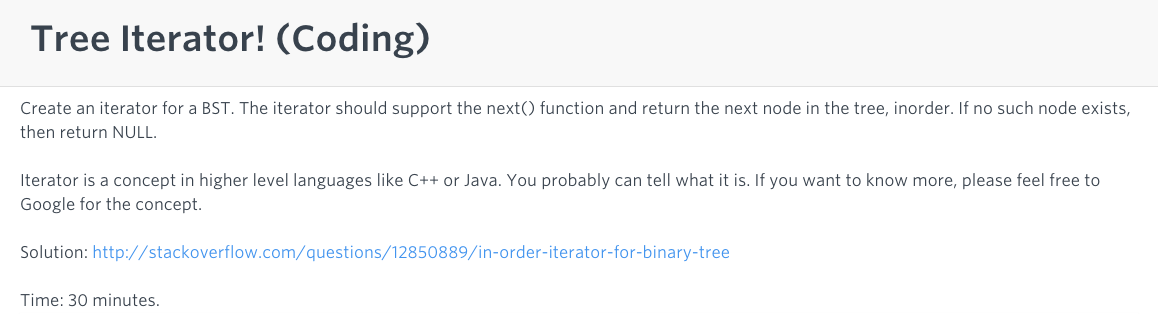 Tree Iterator! (Coding)
Create an iterator for a BST. The iterator should support the next() function and return the next node in the tree, inorder. If no such node exists,
then return NULL.
Iterator is a concept in higher level languages like C++ or Java. You probably can tell what it is. If you want to know more, please feel free to
Google for the concept.
Solution: http://stackoverflow.com/questions/12850889/in-order-iterator-for-binary-tree
Time: 30 minutes.